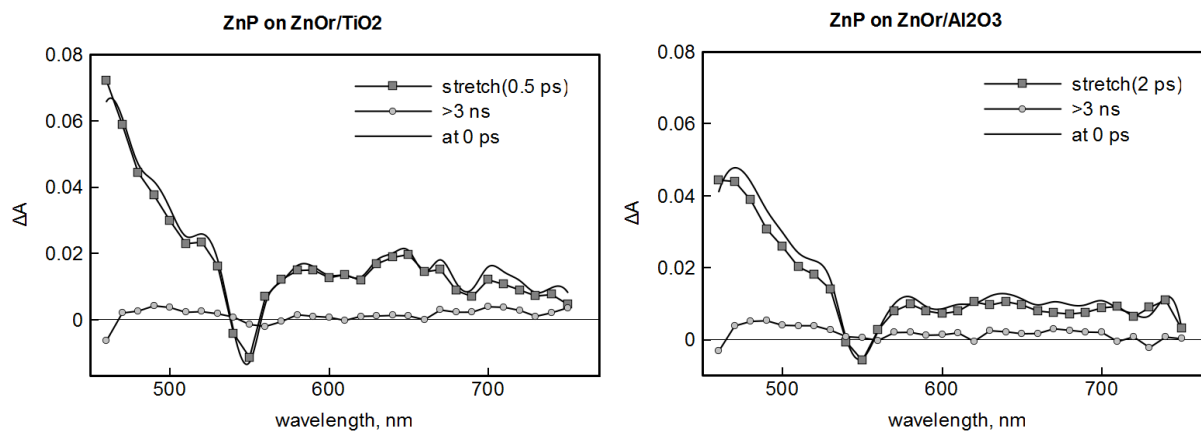 ZnP on ZnOr/TiO2
0.08
0.06
0.04
0.02
0
ΔA
500
600
700
wavelength, nm
stretch(0.5 ps)
>3 ns
at 0 ps
ZnP on ZnOr/Al2O3
0.08
0.06
0.04
0.02
0
ΔA
500
600
700
wavelength, nm
stretch(2 ps)
>3 ns
at 0 ps